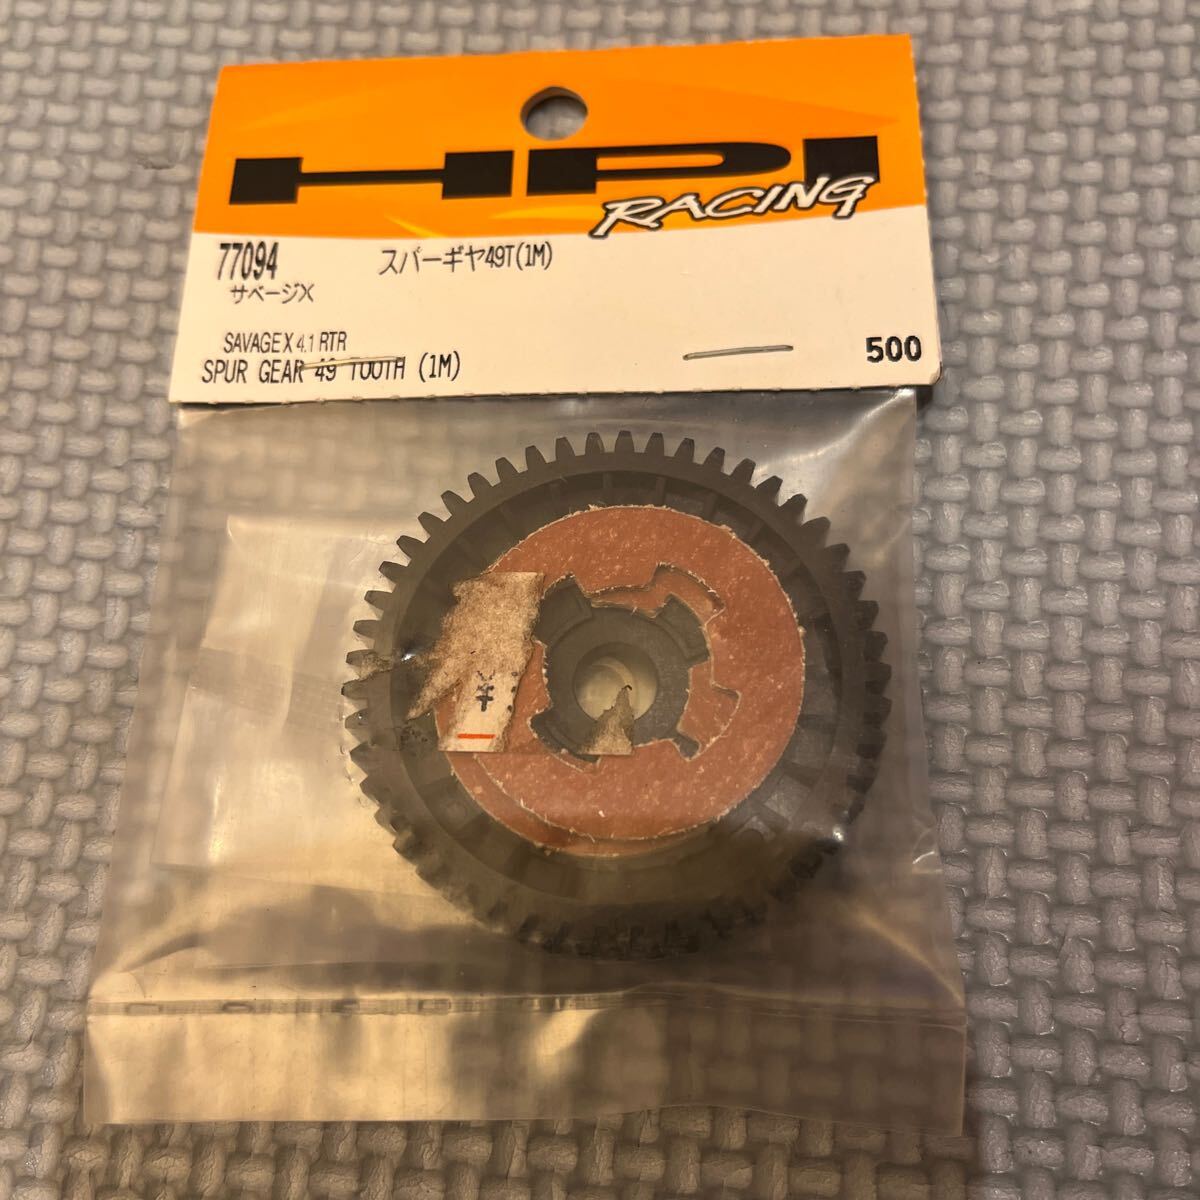 HPI
RACING
77094
スパーギヤ49T(1M)
サベージX
SAVAGE X 4.1 RTR
SPUR GEAR 49 TOOTH (1M)
500
¥